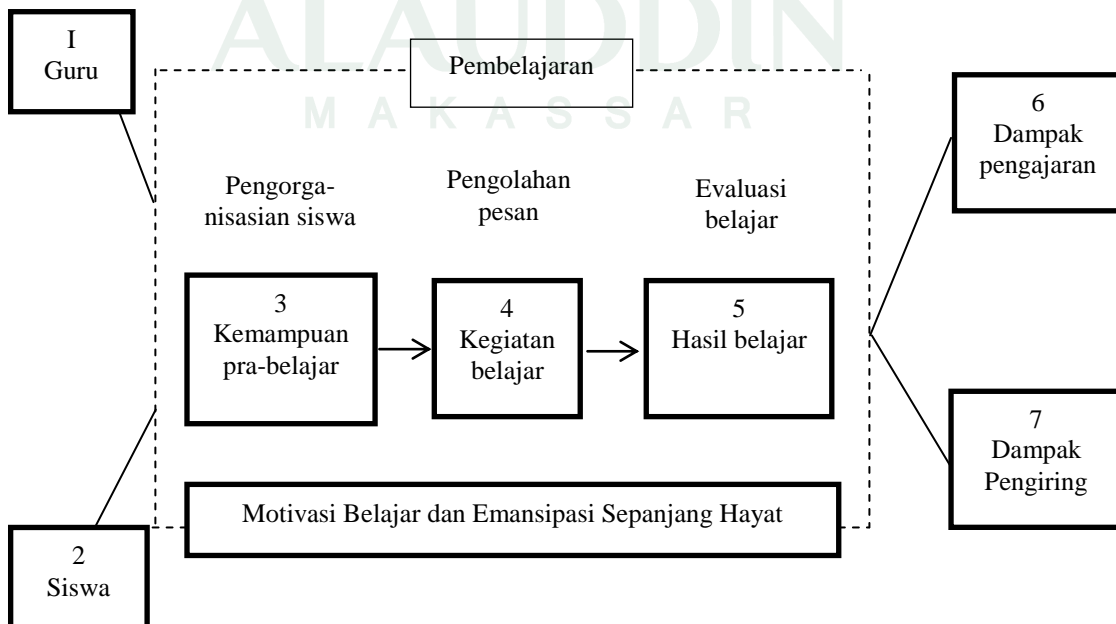 ALAUDDIN
MAKASSAR
I
Guru
Pembelajaran
6
Dampak
pengajaran
Pengorga-
nisasian siswa
Pengolahan
pesan
Evaluasi
belajar
3
Kemampuan
pra-belajar
4
Kegiatan
belajar
5
Hasil belajar
7
Dampak
Pengiring
Motivasi Belajar dan Emansipasi Sepanjang Hayat
2
Siswa